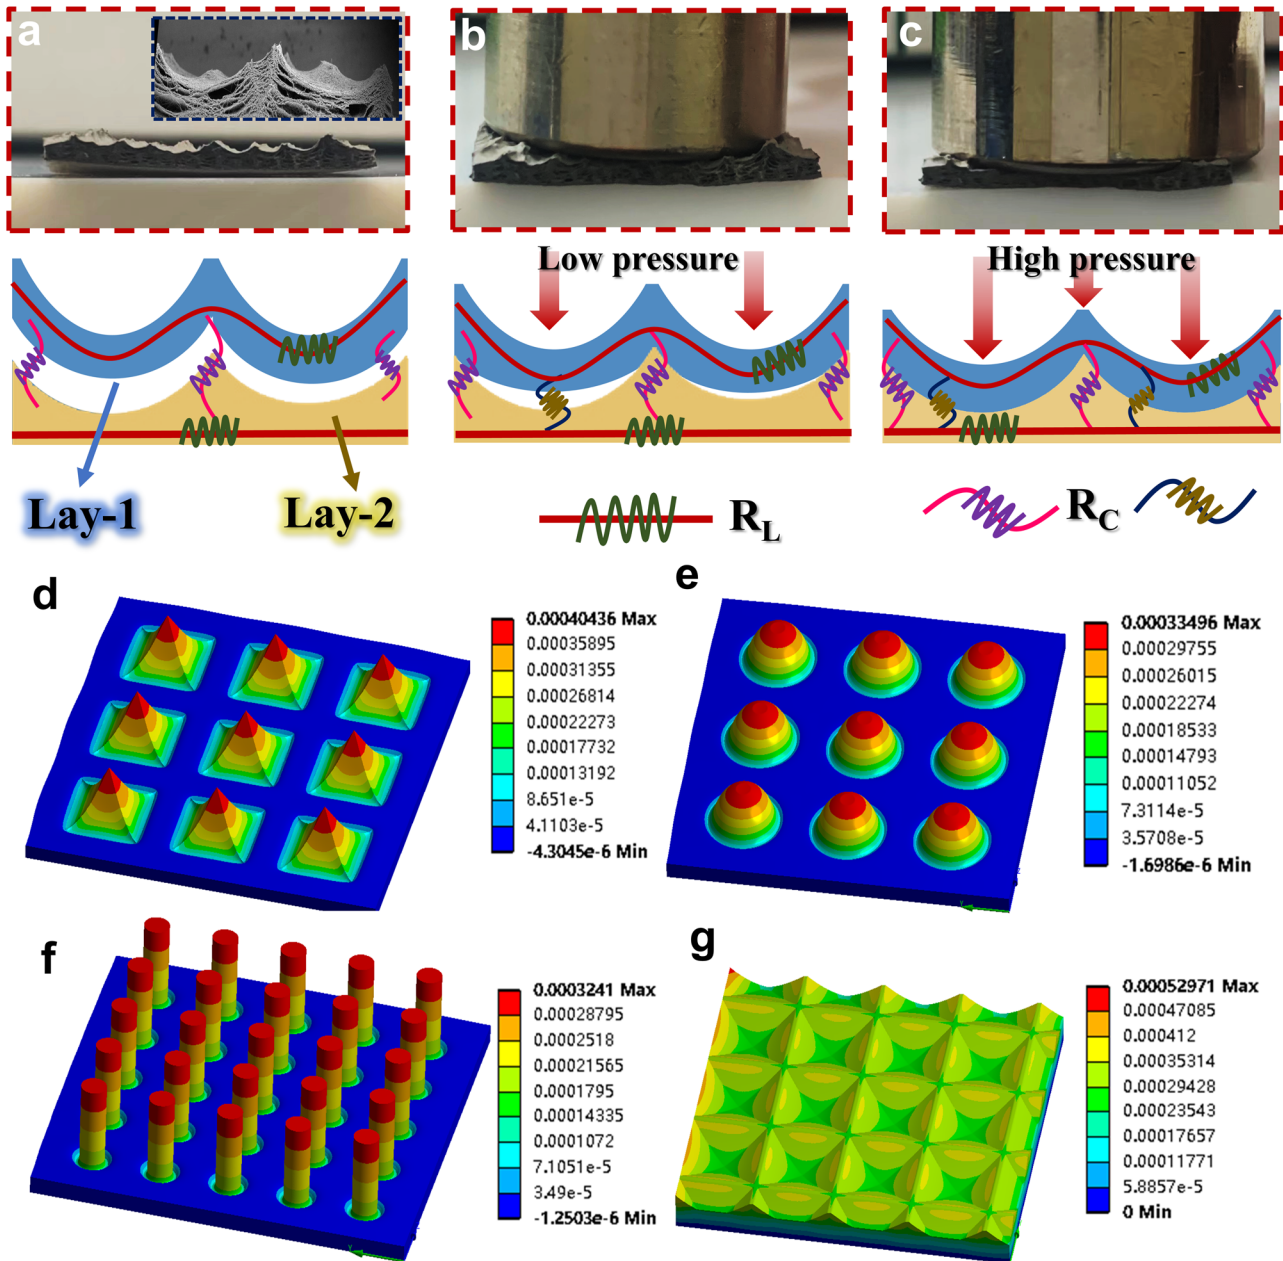 a
b
c
Low pressure
High pressure
Lay-1
Lay-2
R_L
R_C
d
0.00040436 Max
0.00035895
0.00031355
0.00026814
0.00022273
0.00017732
0.00013192
8.651e-5
4.1103e-5
-4.3045e-6 Min
e
0.00033496 Max
0.00029755
0.00026015
0.00022274
0.00018533
0.00014793
0.00011052
7.3114e-5
3.5708e-5
-1.6986e-6 Min
f
0.0003241 Max
0.00028795
0.0002518
0.00021565
0.0001795
0.00014335
0.0001072
7.1051e-5
3.49e-5
-1.2503e-6 Min
g
0.00052971 Max
0.00047085
0.000412
0.00035314
0.00029428
0.00023543
0.00017657
0.00011771
5.8857e-5
0 Min